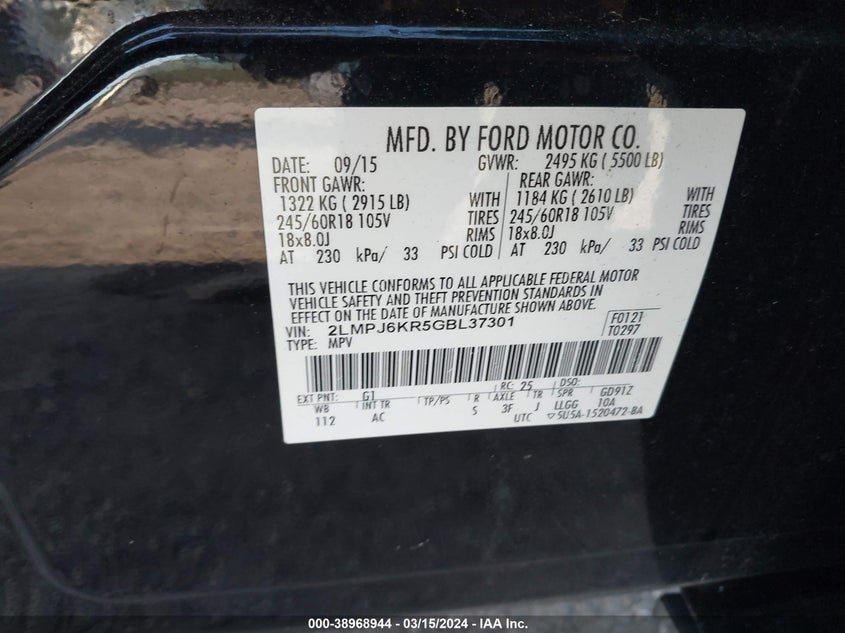 MFD. BY FORD MOTOR CO.
DATE: 09/15 GVWR: 2495 KG ( 5500 LB)
FRONT GAWR: REAR GAWR:
1322 KG ( 2915 LB) WITH 1184 KG ( 2610 LB) WITH
245/60R18 105V TIRES 245/60R18 105V TIRES
18x8.0J RIMS 18x8.0J RIMS
AT 230 kPa/ 33 PSI COLD AT 230 kPa/ 33 PSI COLD
THIS VEHICLE CONFORMS TO ALL APPLICABLE FEDERAL MOTOR
VEHICLE SAFETY AND THEFT PREVENTION STANDARDS IN
EFFECT ON THE DATE OF MANUFACTURE SHOWN ABOVE.
VIN: 2LMPJ6KR5GBL37301 F0121
TYPE: MPV T0297
EXT PNT: G1 RC: 25 DSO:
WB INT TR TP/PS R AXLE TR SPR GD91Z
112 AC S 3F J LLGG 10A
UTC ▽5U5A-1520472-BA
000-38968944 - 03/15/2024 - IAA Inc.